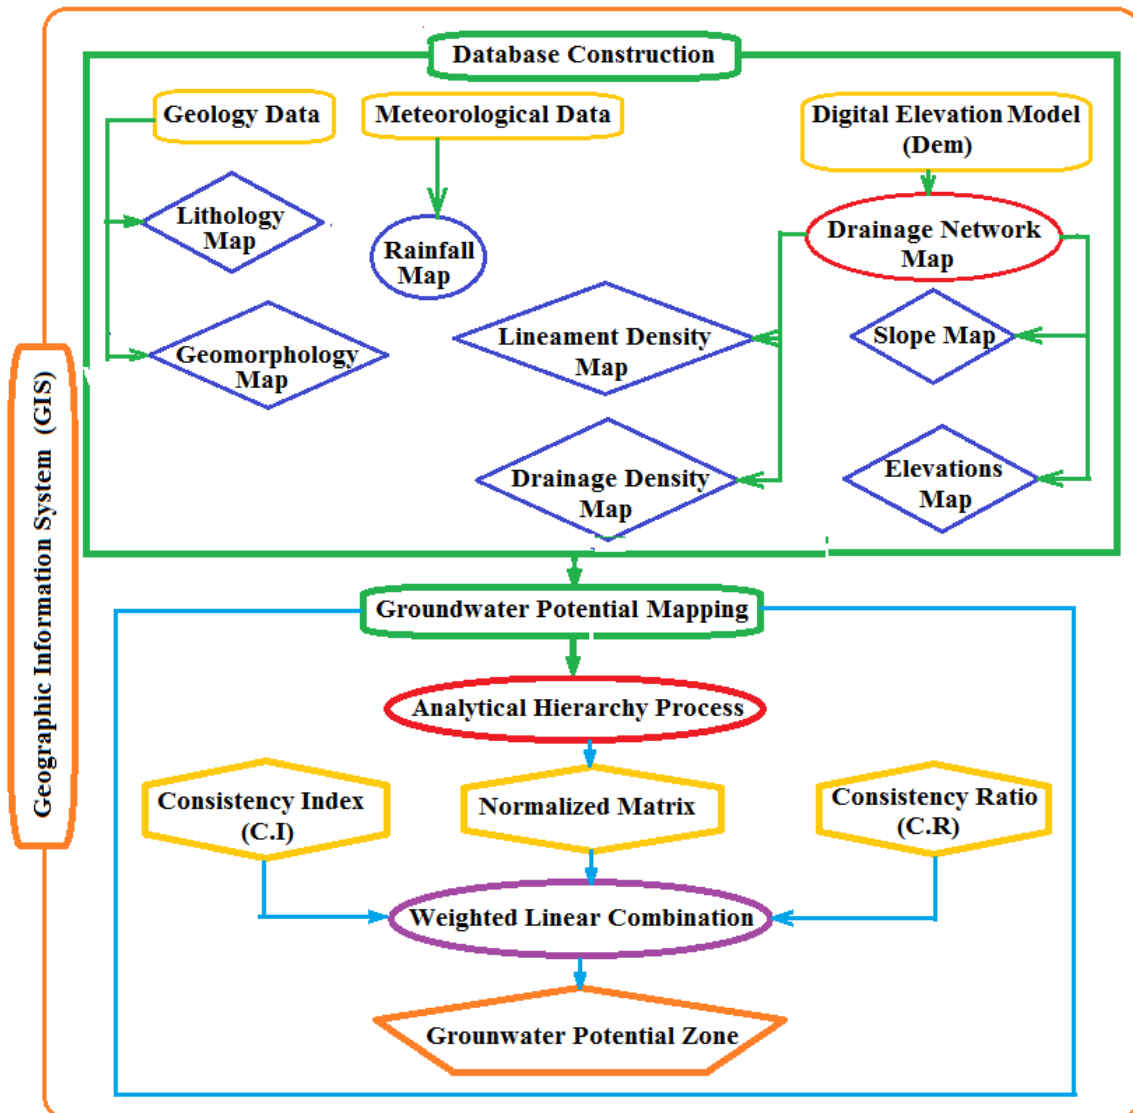 Database Construction
Geology Data
Meteorological Data
Digital Elevation Model
(Dem)
Lithology
Map
Rainfall
Map
Drainage Network
Map
Geomorphology
Map
Lineament Density
Map
Slope Map
Drainage Density
Map
Elevations
Map
Geographic Information System (GIS)
Groundwater Potential Mapping
Analytical Hierarchy Process
Consistency Index
(C.I)
Normalized Matrix
Consistency Ratio
(C.R)
Weighted Linear Combination
Grounwater Potential Zone